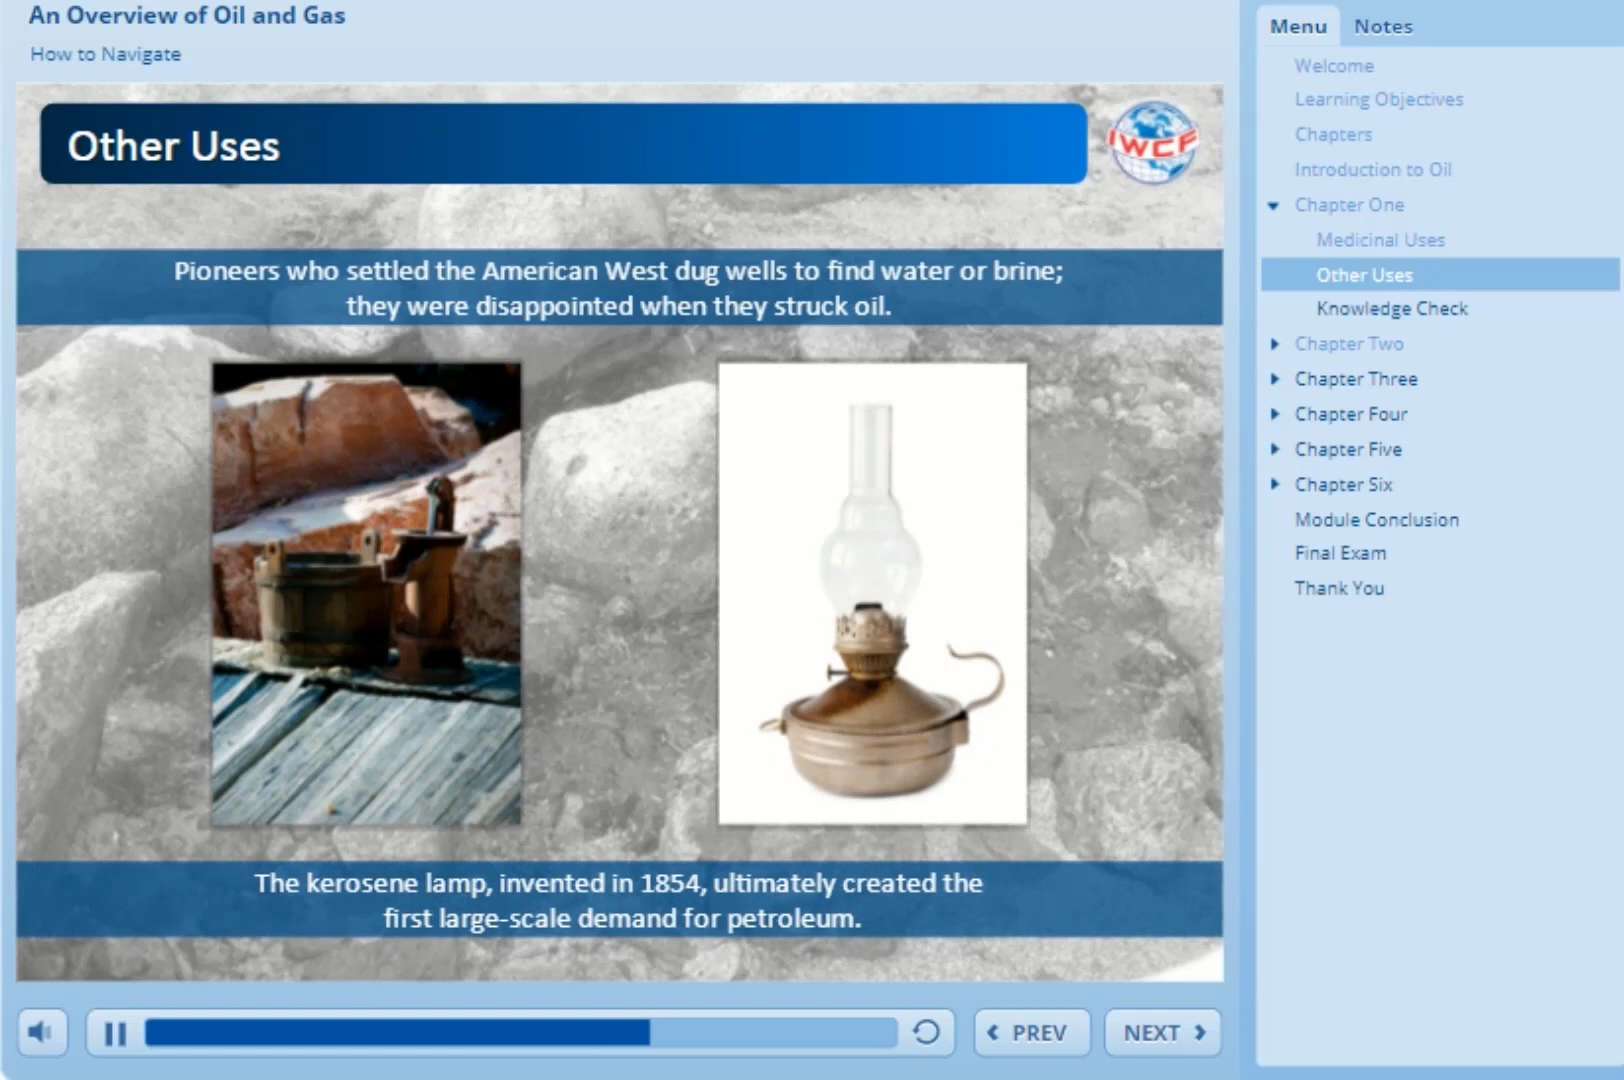 An Overview of Oil and Gas
How to Navigate
Other Uses
IWCF
Pioneers who settled the American West dug wells to find water or brine;
they were disappointed when they struck oil.
The kerosene lamp, invented in 1854, ultimately created the
first large-scale demand for petroleum.
PREV
NEXT
Menu
Notes
Welcome
Learning Objectives
Chapters
Introduction to Oil
Chapter One
Medicinal Uses
Other Uses
Knowledge Check
Chapter Two
Chapter Three
Chapter Four
Chapter Five
Chapter Six
Module Conclusion
Final Exam
Thank You